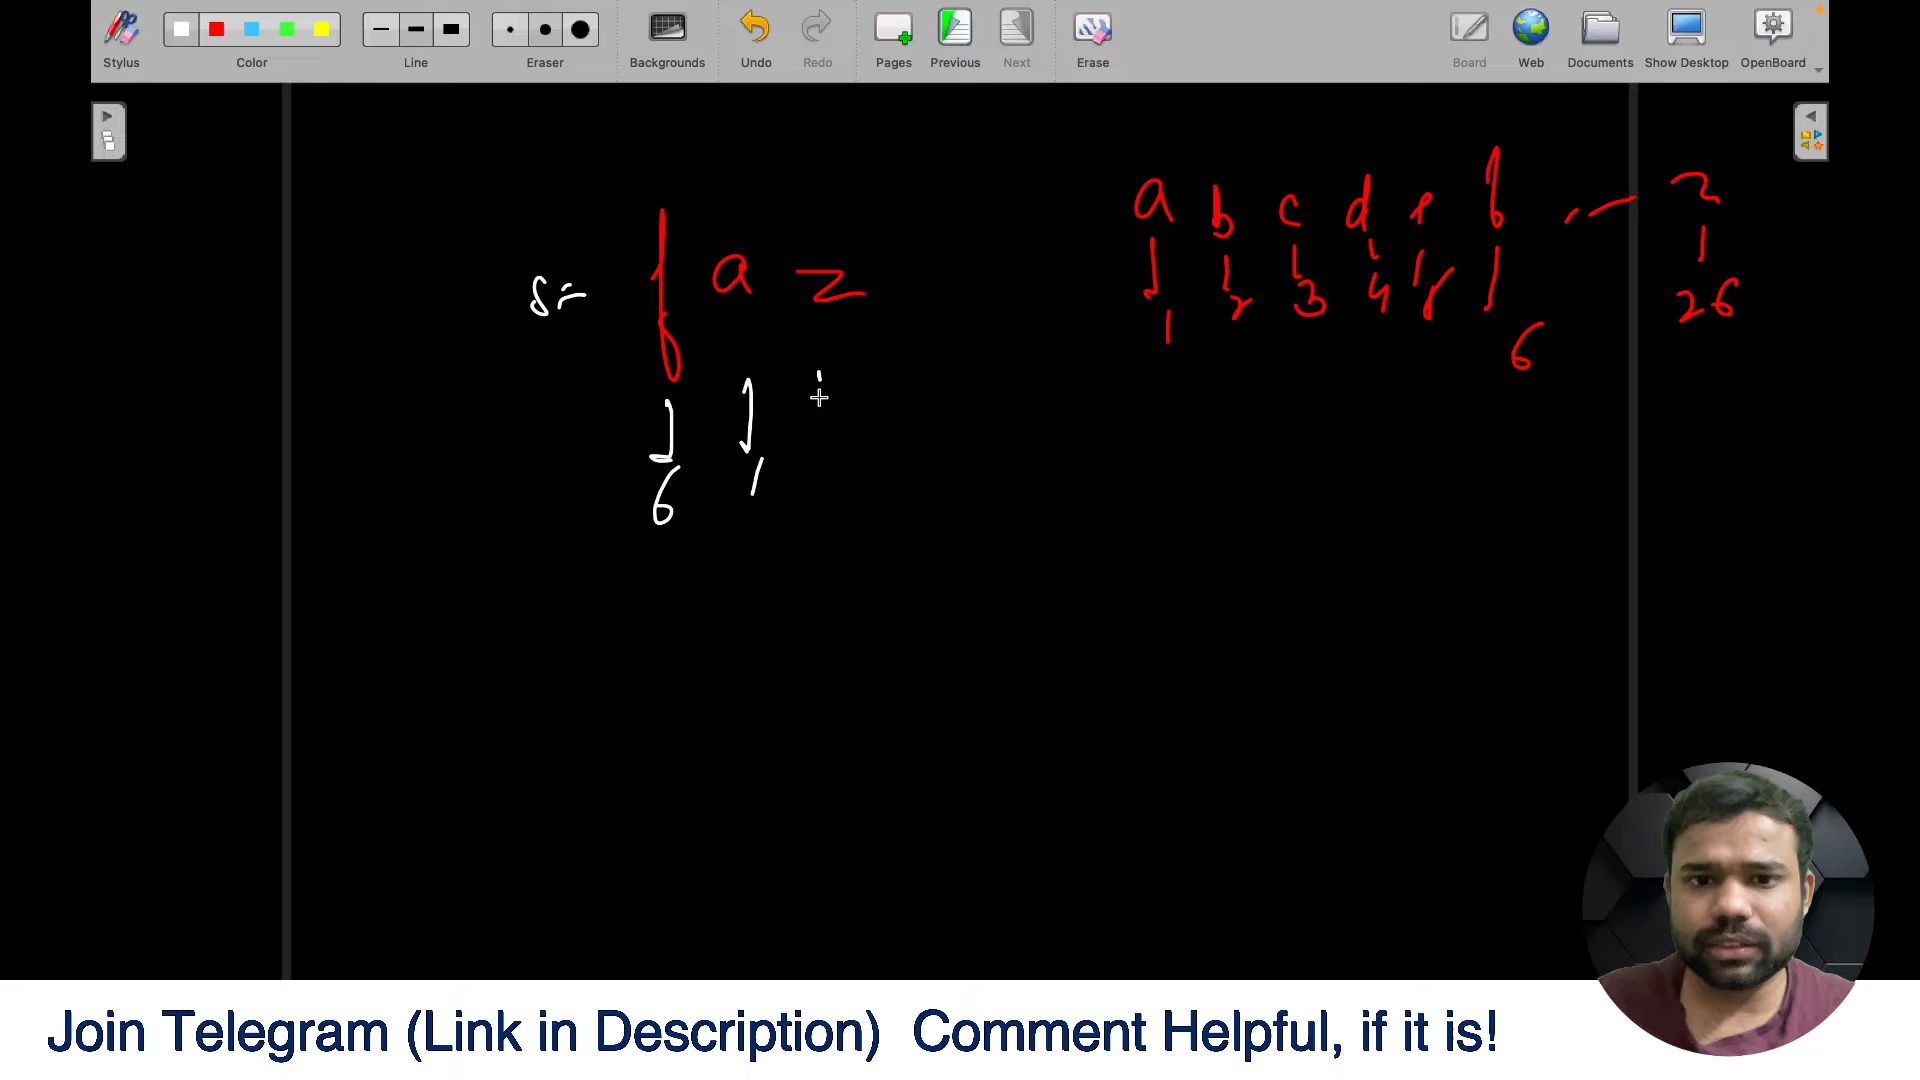 Stylus Color Line Eraser Backgrounds Undo Redo Pages Previous Next Erase Board Web Documents Show Desktop OpenBoard
a b c d e f z
1 2 3 4 5 6 26
s= f a z
6 1
Join Telegram (Link in Description) Comment Helpful, if it is!